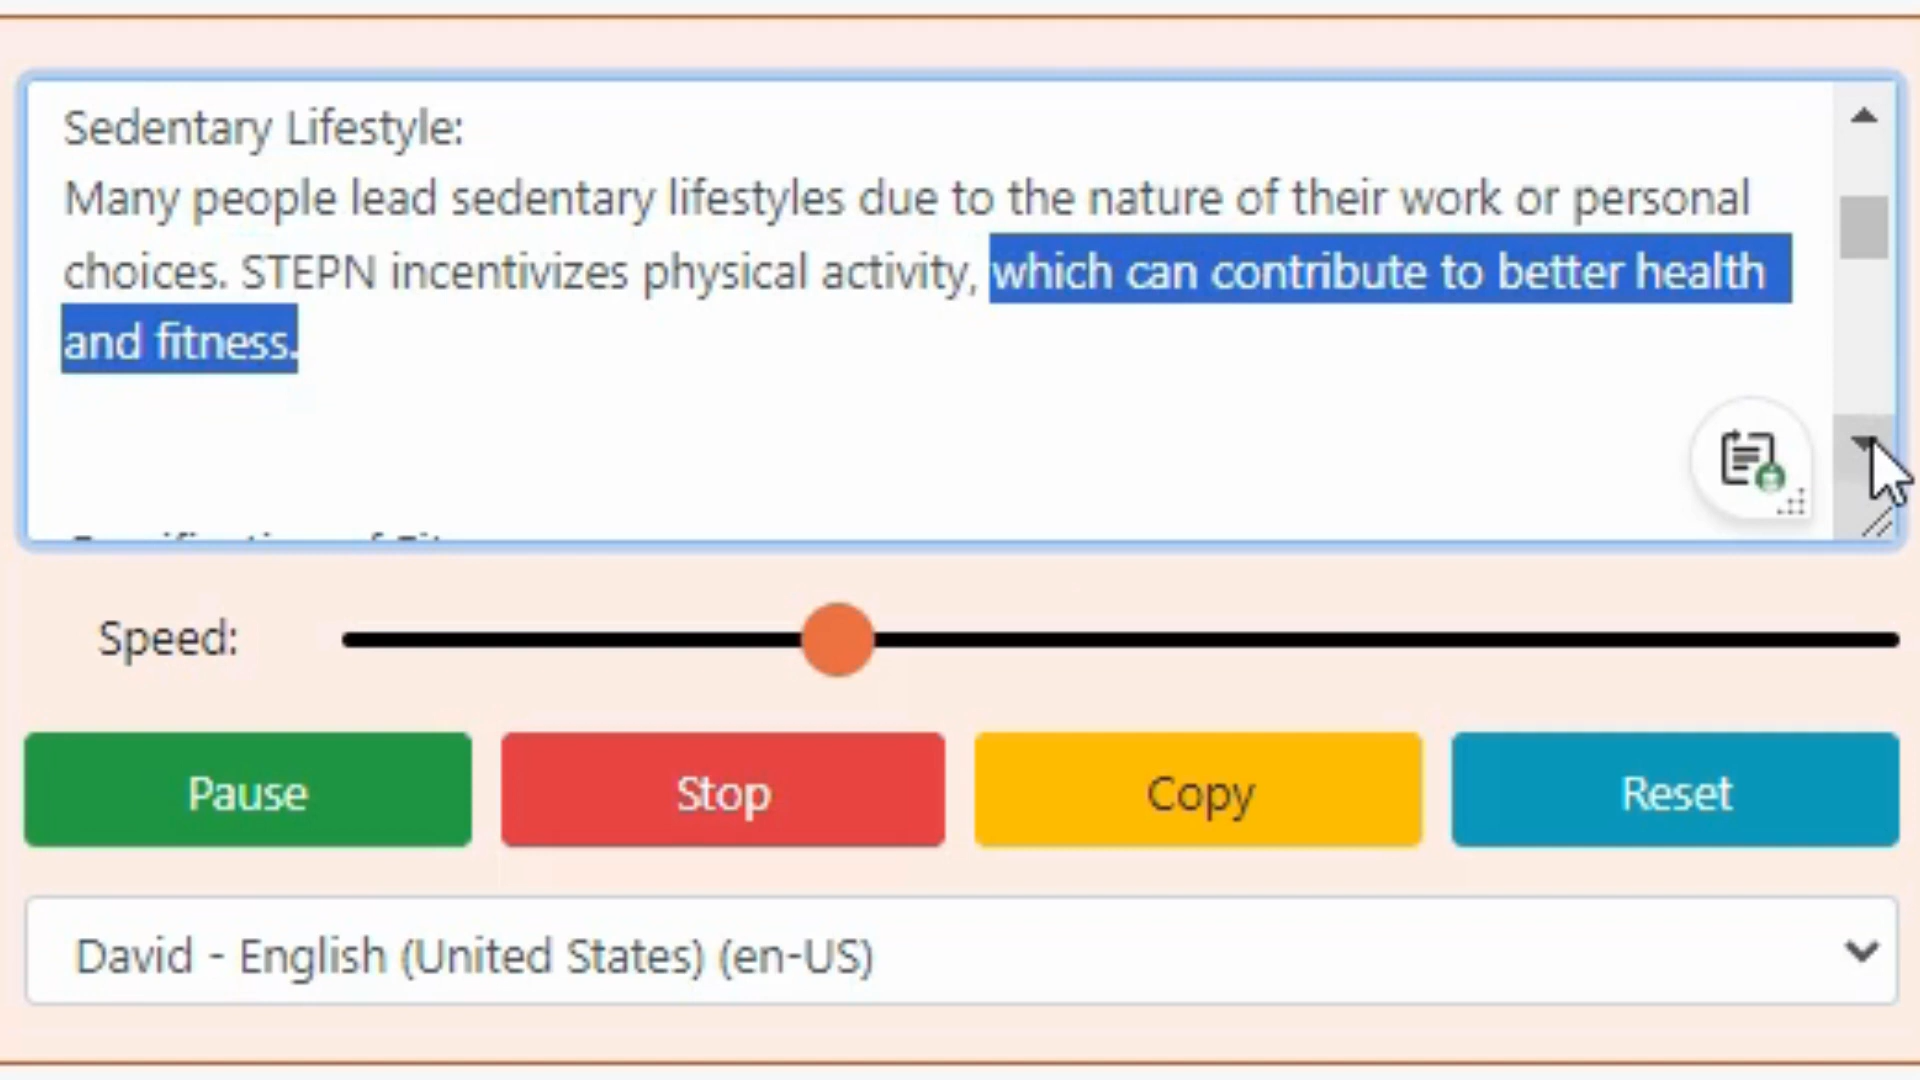 Sedentary Lifestyle:
Many people lead sedentary lifestyles due to the nature of their work or personal
choices. STEPN incentivizes physical activity, which can contribute to better health
and fitness.
Speed:
Pause
Stop
Copy
Reset
David - English (United States) (en-US)